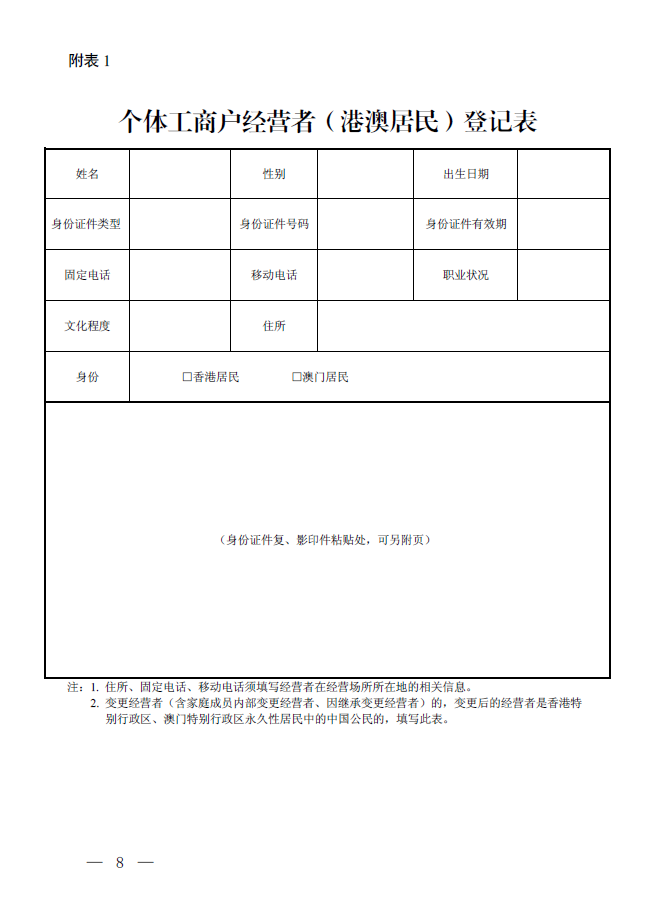 附表 1
个体工商户经营者（港澳居民）登记表
姓名 性别 出生日期
身份证件类型 身份证件号码 身份证件有效期
固定电话 移动电话 职业状况
文化程度 住所
身份 □香港居民 □澳门居民
（身份证件复、影印件粘贴处，可另附页）
注：1. 住所、固定电话、移动电话须填写经营者在经营场所所在地的相关信息。
2. 变更经营者（含家庭成员内部变更经营者、因继承变更经营者）的，变更后的经营者是香港特
别行政区、澳门特别行政区永久性居民中的中国公民的，填写此表。
— 8 —